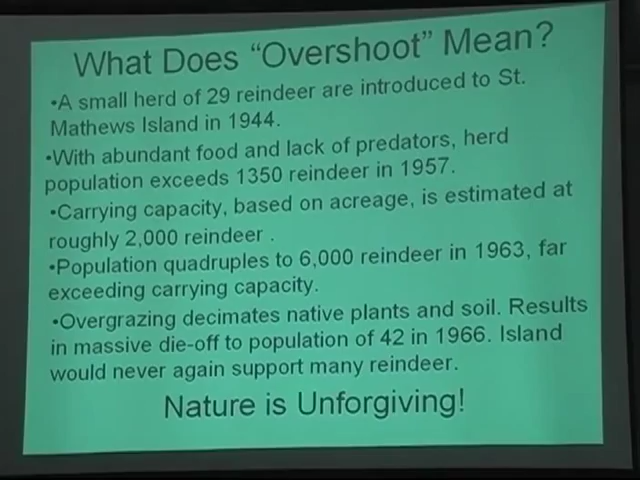 What Does “Overshoot” Mean?
•A small herd of 29 reindeer are introduced to St.
Mathews Island in 1944.
•With abundant food and lack of predators, herd
population exceeds 1350 reindeer in 1957.
•Carrying capacity, based on acreage, is estimated at
roughly 2,000 reindeer .
•Population quadruples to 6,000 reindeer in 1963, far
exceeding carrying capacity.
•Overgrazing decimates native plants and soil. Results
in massive die-off to population of 42 in 1966. Island
would never again support many reindeer.
Nature is Unforgiving!